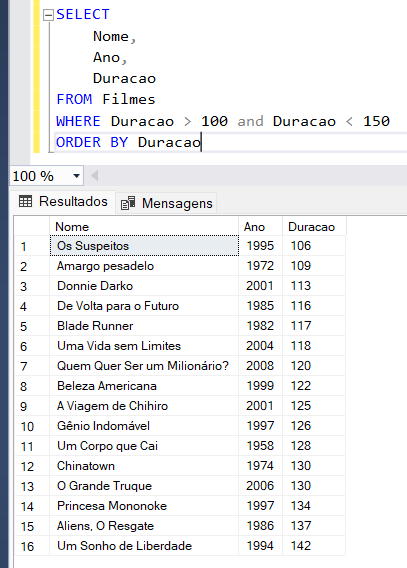 SELECT
Nome,
Ano,
Duracao
FROM Filmes
WHERE Duracao > 100 and Duracao < 150
ORDER BY Duracao
100 %
Resultados Mensagens
Nome Ano Duracao
1 Os Suspeitos 1995 106
2 Amargo pesadelo 1972 109
3 Donnie Darko 2001 113
4 De Volta para o Futuro 1985 116
5 Blade Runner 1982 117
6 Uma Vida sem Limites 2004 118
7 Quem Quer Ser um Milionário? 2008 120
8 Beleza Americana 1999 122
9 A Viagem de Chihiro 2001 125
10 Gênio Indomável 1997 126
11 Um Corpo que Cai 1958 128
12 Chinatown 1974 130
13 O Grande Truque 2006 130
14 Princesa Mononoke 1997 134
15 Aliens, O Resgate 1986 137
16 Um Sonho de Liberdade 1994 142